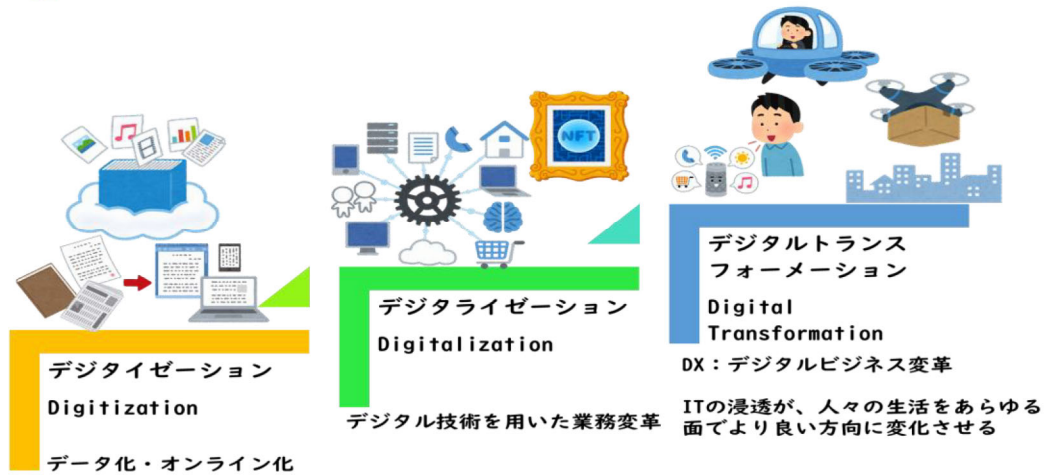 NFT
デジタイゼーション
Digitization
データ化・オンライン化
デジタライゼーション
Digitalization
デジタル技術を用いた業務変革
デジタルトランス
フォーメーション
Digital
Transformation
DX：デジタルビジネス変革
ITの浸透が、人々の生活をあらゆる
面でより良い方向に変化させる